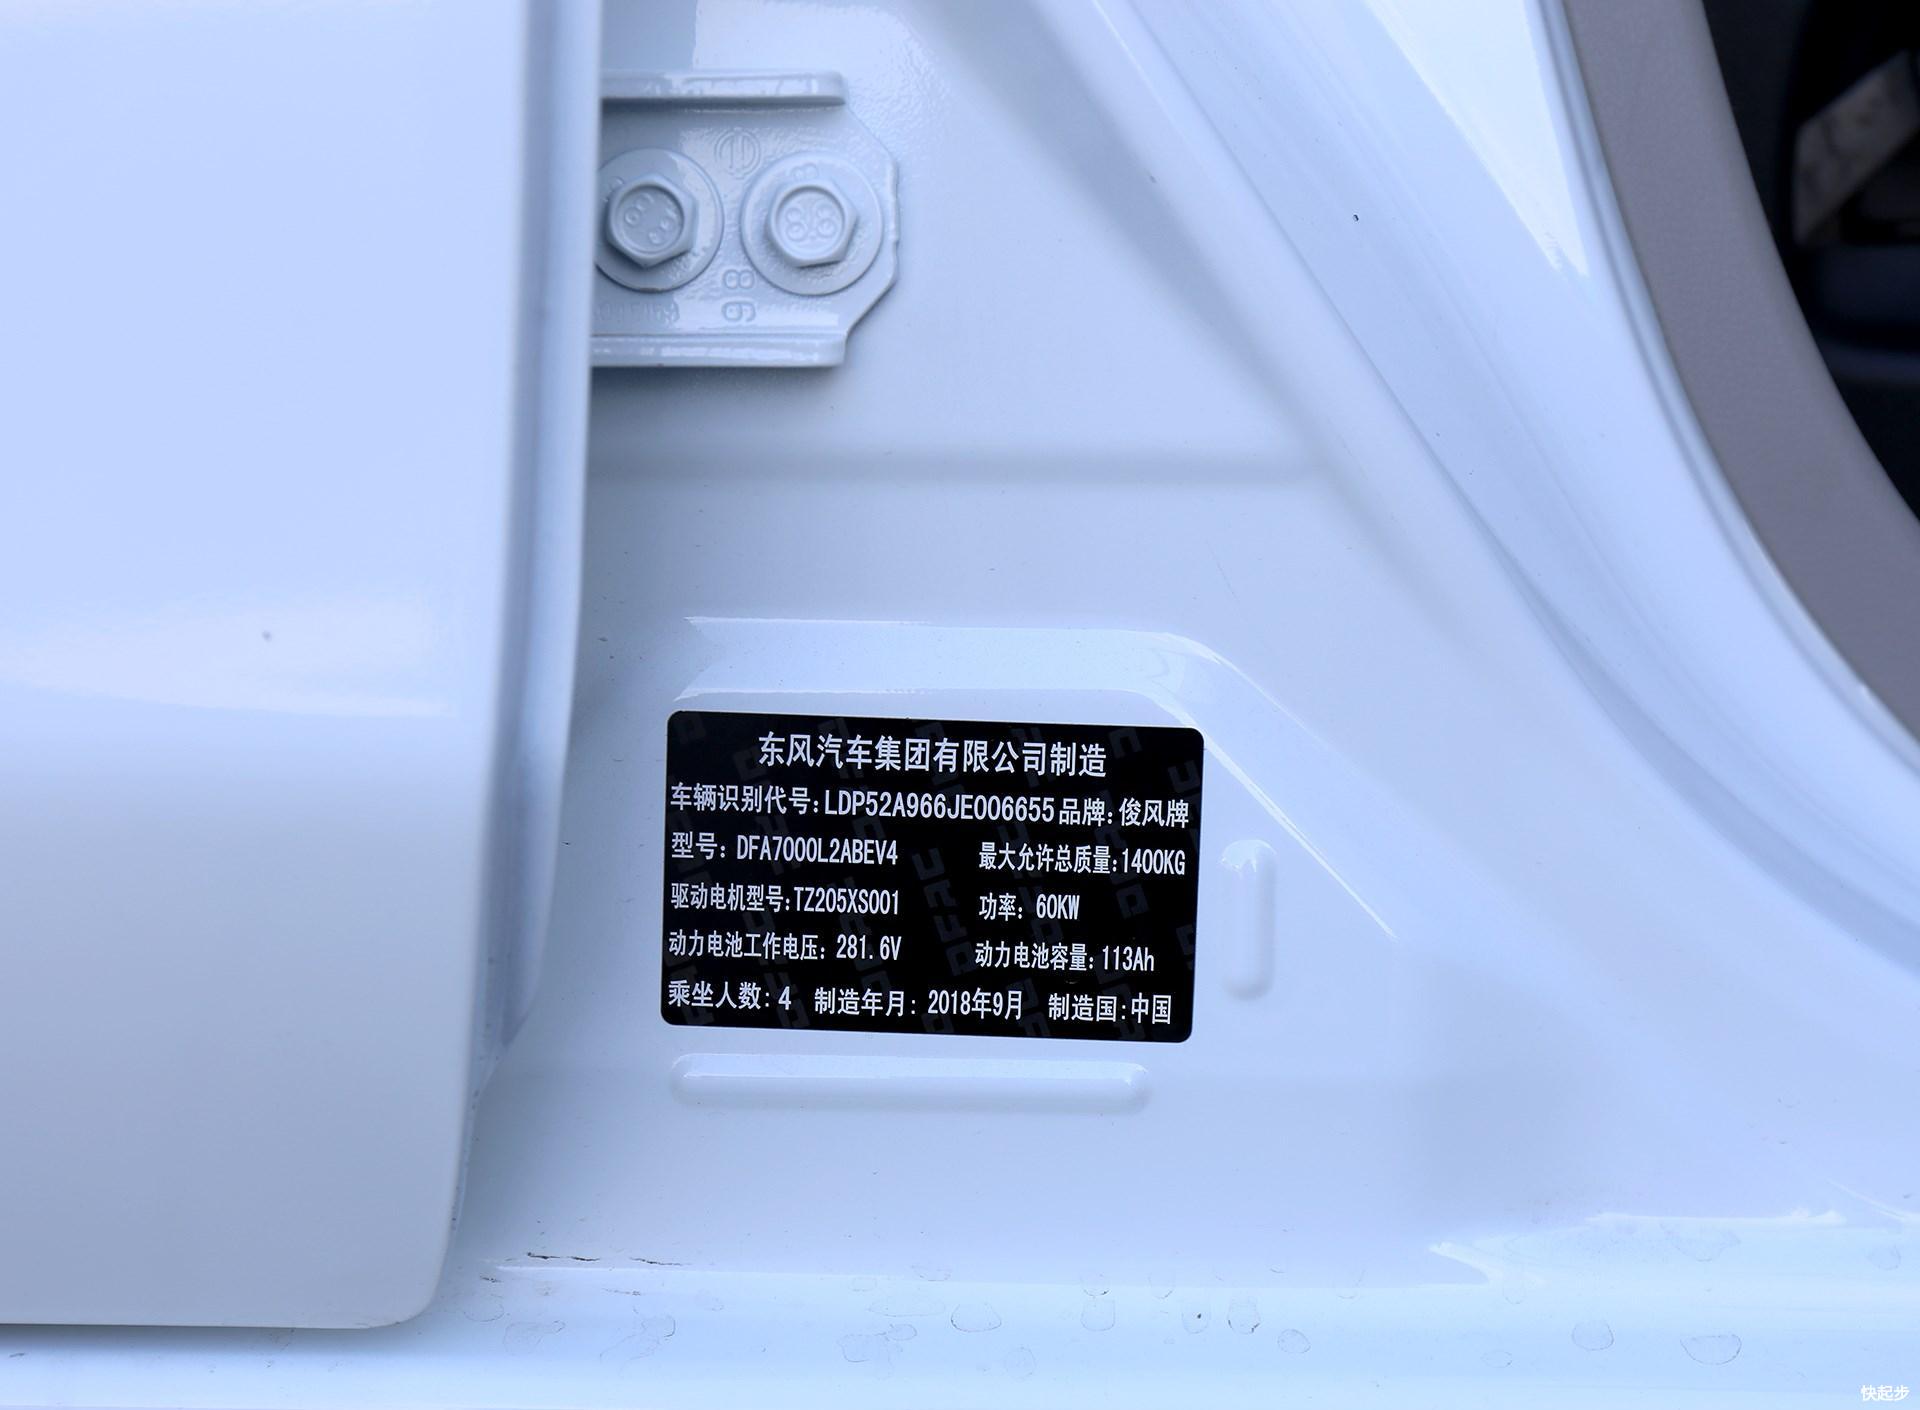 98
东风汽车集团有限公司制造
车辆识别代号:LDP52A966JE006655 品牌: 俊风牌
型号: DFA7000L2ABEV4 最大允许总质量:1400KG
驱动电机型号:TZ205XS001 功率: 60KW
动力电池工作电压: 281.6V 动力电池容量: 113Ah
乘坐人数: 4 制造年月: 2018年9月 制造国:中国
快起步